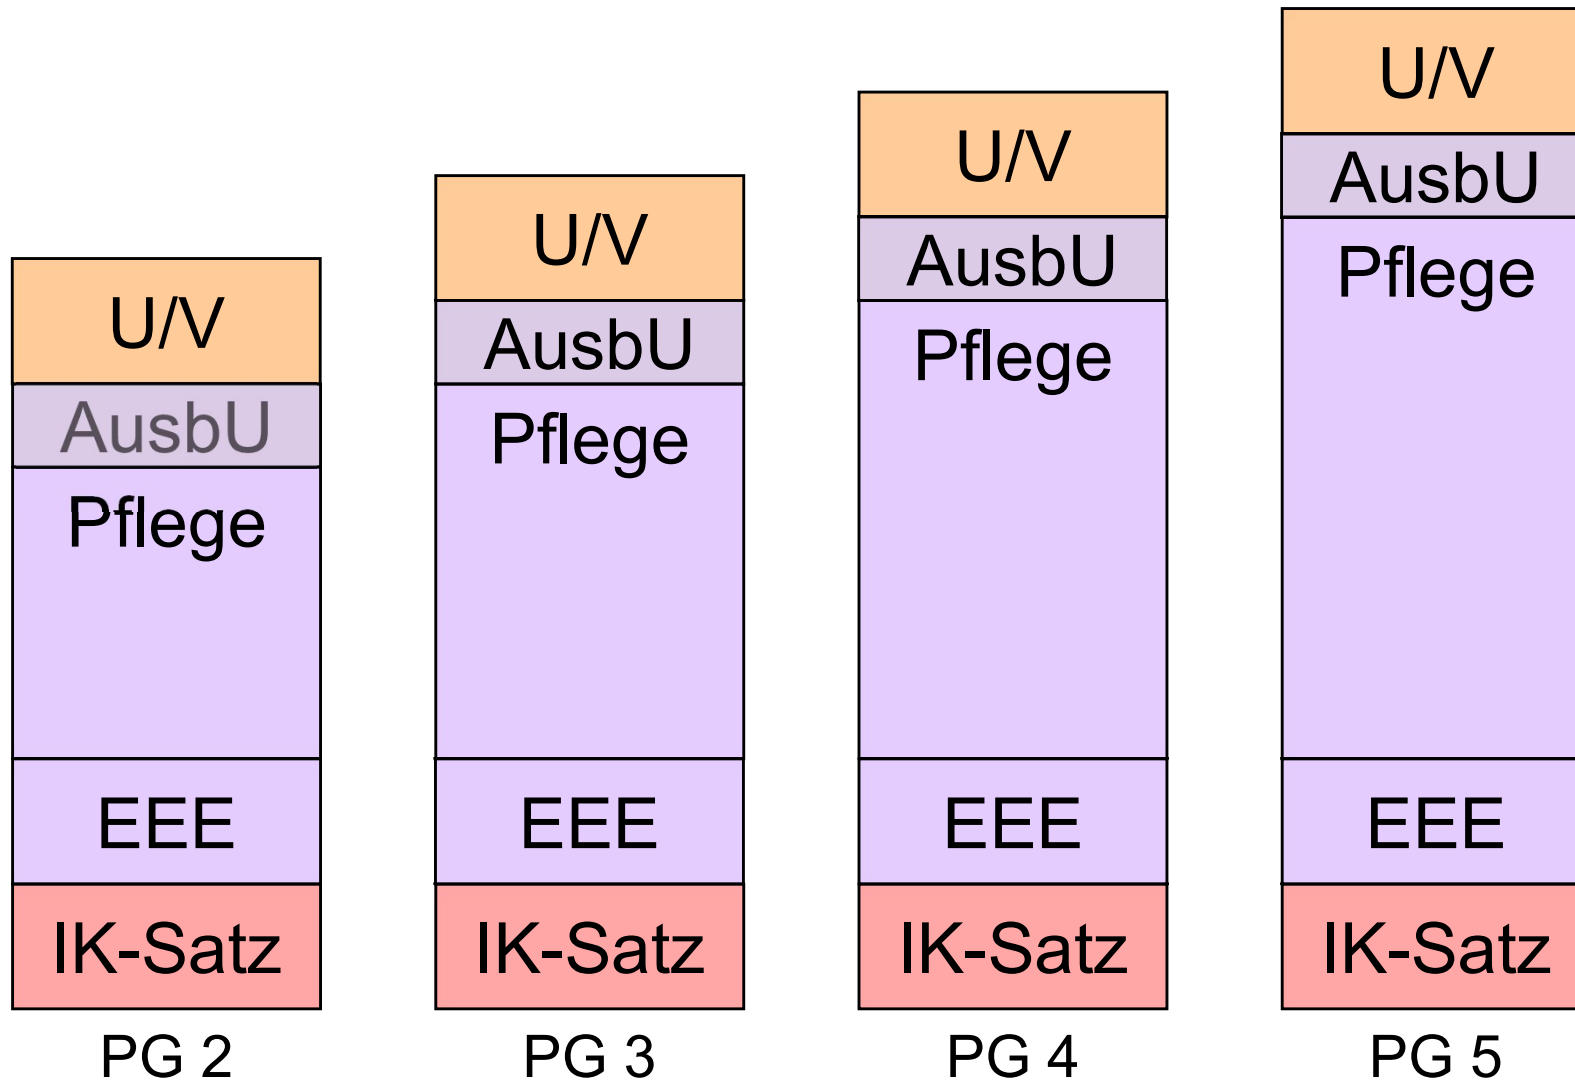 U/V
AusbU
Pflege
EEE
IK-Satz
PG 2
U/V
AusbU
Pflege
EEE
IK-Satz
PG 3
U/V
AusbU
Pflege
EEE
IK-Satz
PG 4
U/V
AusbU
Pflege
EEE
IK-Satz
PG 5